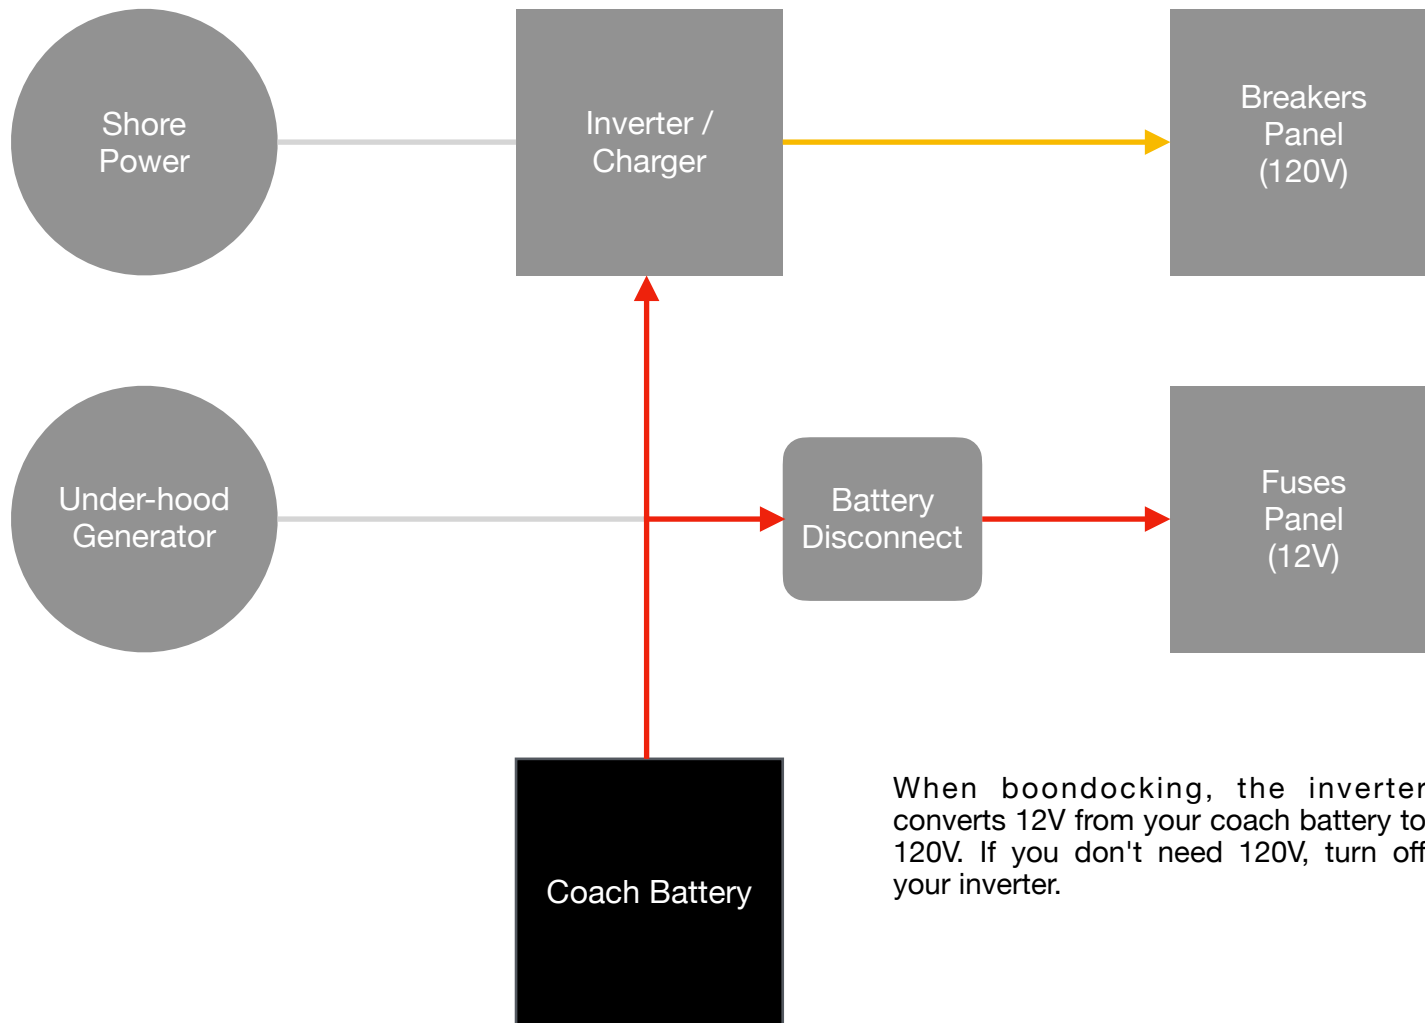 Shore
Power
Inverter /
Charger
Breakers
Panel
(120V)
Under-hood
Generator
Battery
Disconnect
Fuses
Panel
(12V)
Coach Battery
When boondocking, the inverter
converts 12V from your coach battery to
120V. If you don't need 120V, turn off
your inverter.